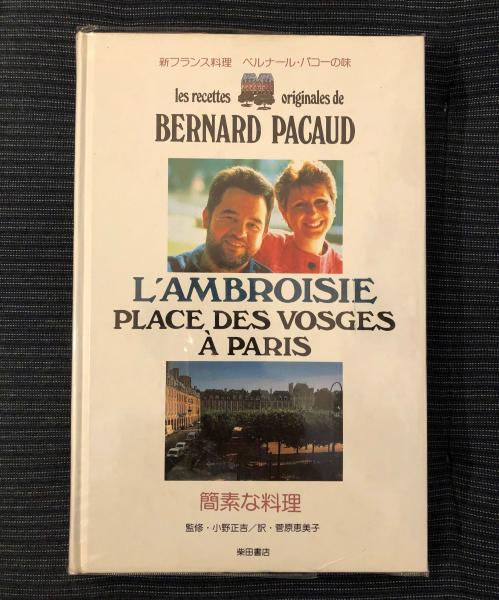 新フランス料理 ベルナール・パコーの味
les recettes originales de
BERNARD PACAUD
L'AMBROISIE
PLACE DES VOSGES
À PARIS
簡素な料理
監修・小野正吉/訳・菅原恵美子
柴田書店